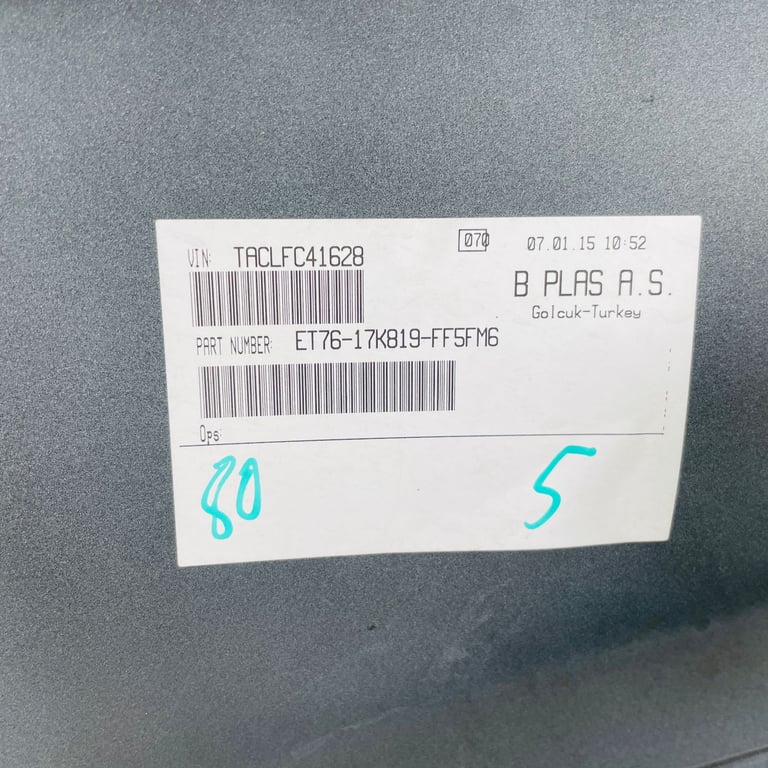 070 07.01.15 10:52
VIN: TACLFC41628
B PLAS A.S.
Golcuk-Turkey
PART NUMBER: ET76-17K819-FF5FM6
Ops:
80 5